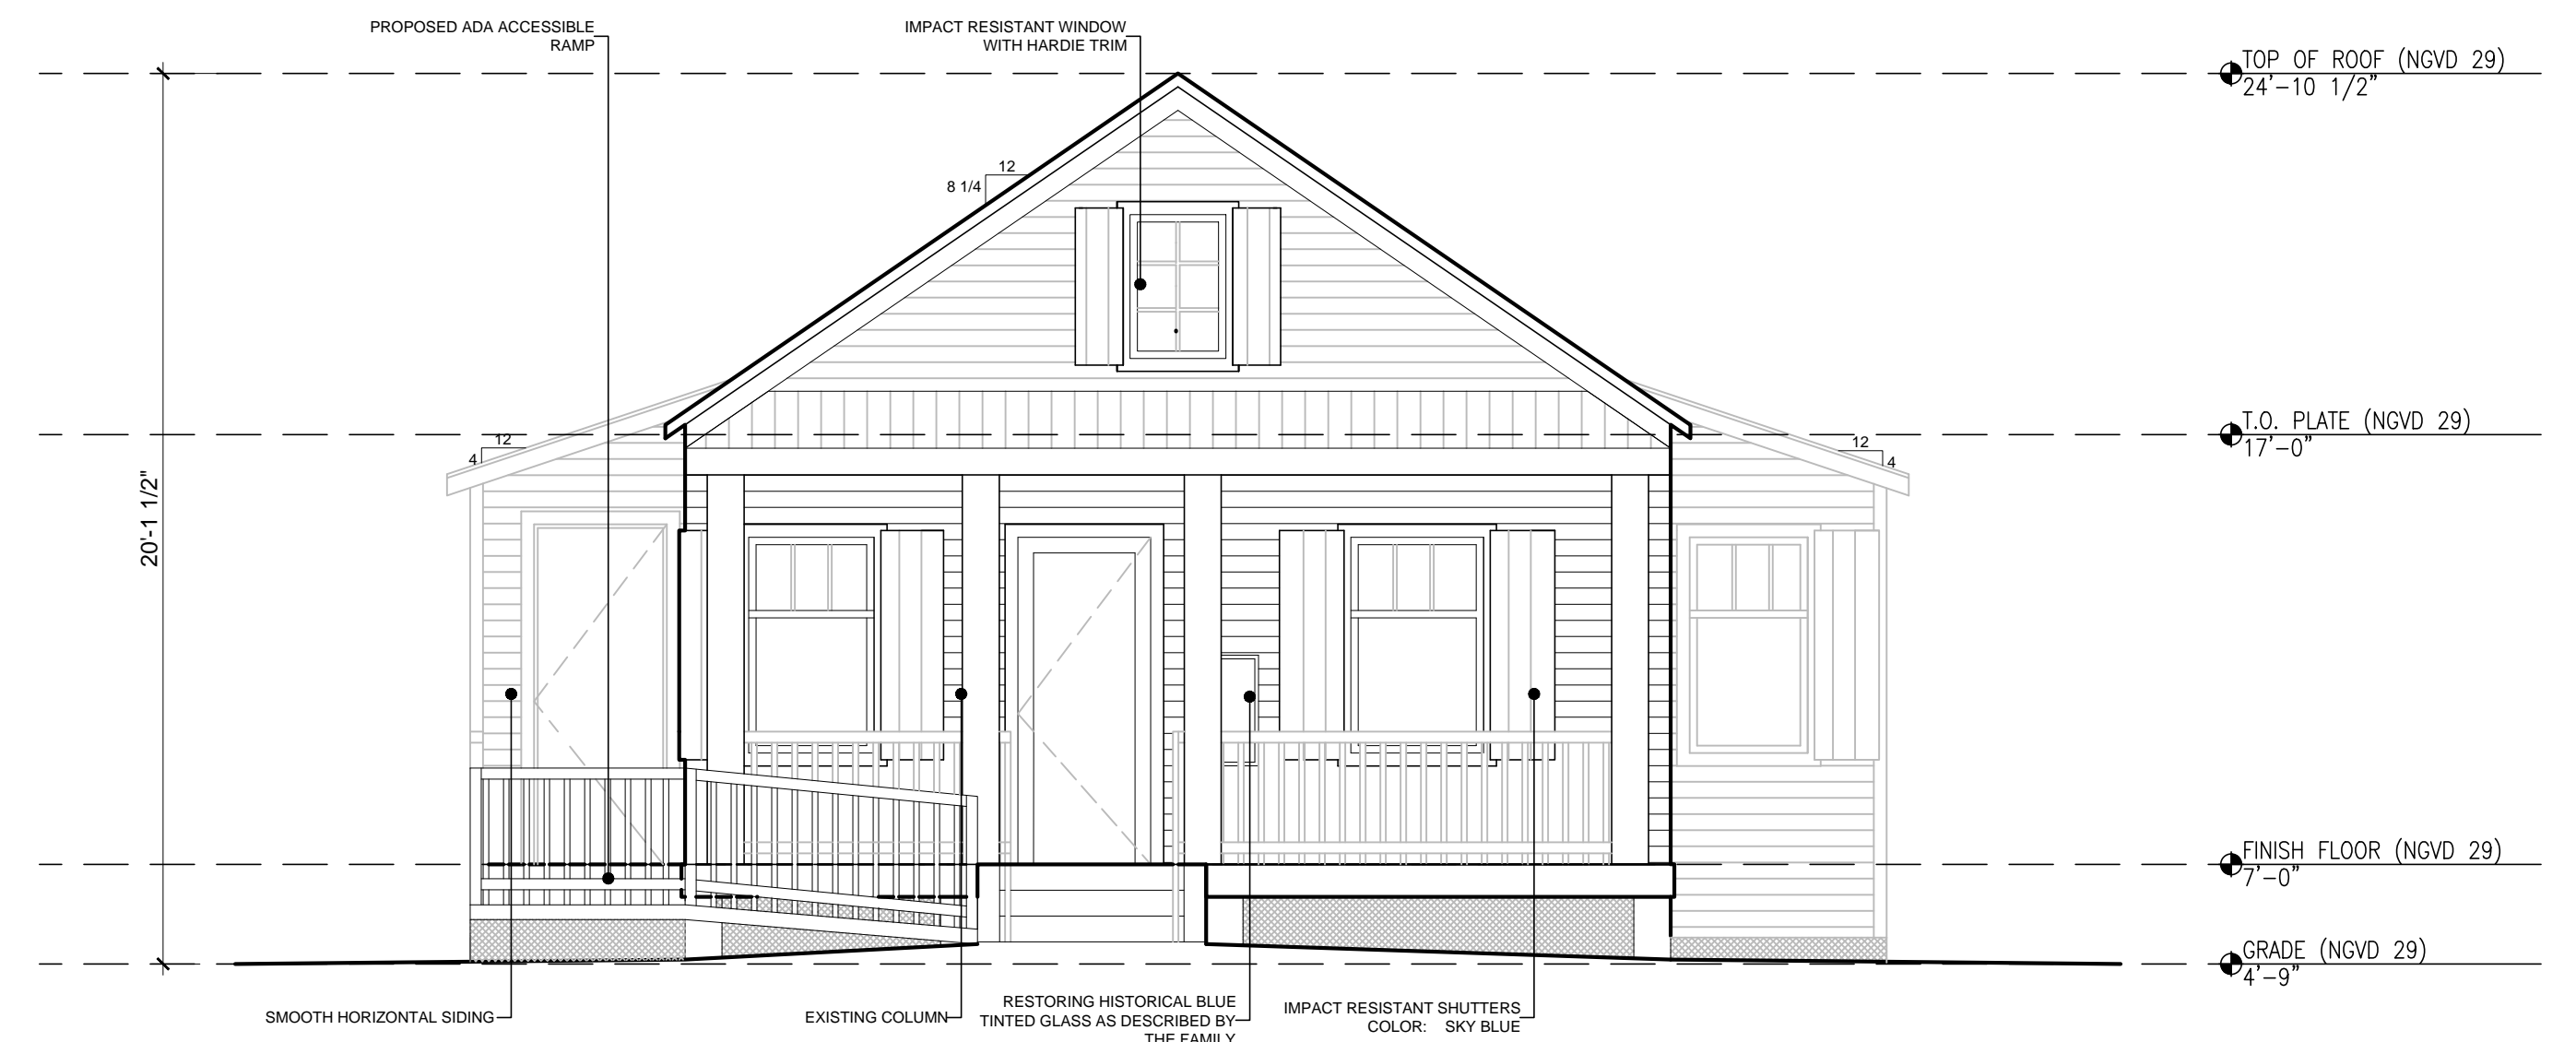 PROPOSED ADA ACCESSIBLE
RAMP
IMPACT RESISTANT WINDOW
WITH HARDIE TRIM
TOP OF ROOF (NGVD 29)
24'-10 1/2"
12
8 1/4
T.O. PLATE (NGVD 29)
17'-0"
12
4
12
4
20'-1 1/2"
FINISH FLOOR (NGVD 29)
7'-0"
GRADE (NGVD 29)
4'-9"
SMOOTH HORIZONTAL SIDING
EXISTING COLUMN
RESTORING HISTORICAL BLUE
TINTED GLASS AS DESCRIBED BY
THE FAMILY
IMPACT RESISTANT SHUTTERS
COLOR: SKY BLUE